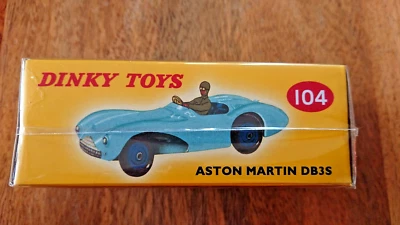 DINKY TOYS
104
ASTON MARTIN DB3S